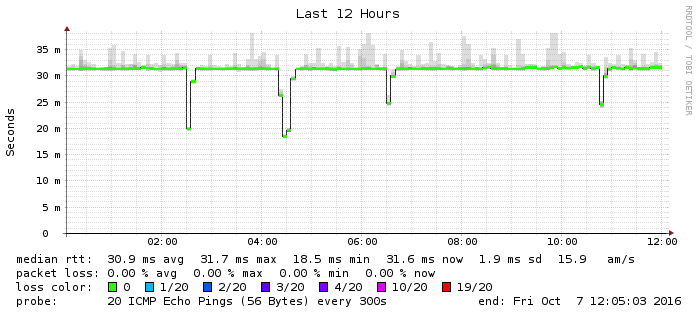 Last 12 Hours
RRDTOOL / TOBI OETIKER
Seconds
35 m
30 m
25 m
20 m
15 m
10 m
5 m
0
02:00 04:00 06:00 08:00 10:00 12:00
median rtt: 30.9 ms avg 31.7 ms max 18.5 ms min 31.6 ms now 1.9 ms sd 15.9 am/s
packet loss: 0.00 % avg 0.00 % max 0.00 % min 0.00 % now
loss color: 0 1/20 2/20 3/20 4/20 10/20 19/20
probe: 20 ICMP Echo Pings (56 Bytes) every 300s end: Fri Oct 7 12:05:03 2016